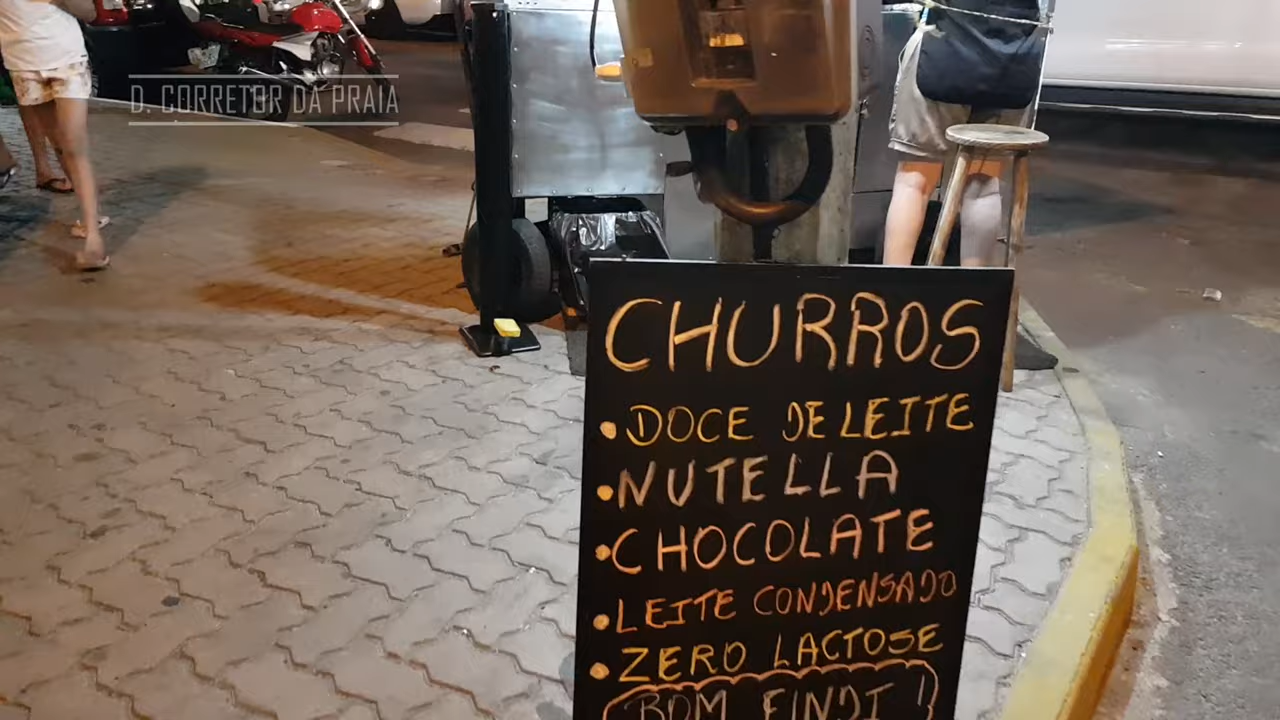 D. CORRETOR DA PRAIA
CHURROS
•DOCE DE LEITE
•NUTELLA
•CHOCOLATE
•LEITE CONDENSADO
•ZERO LACTOSE
BOM FINDI!